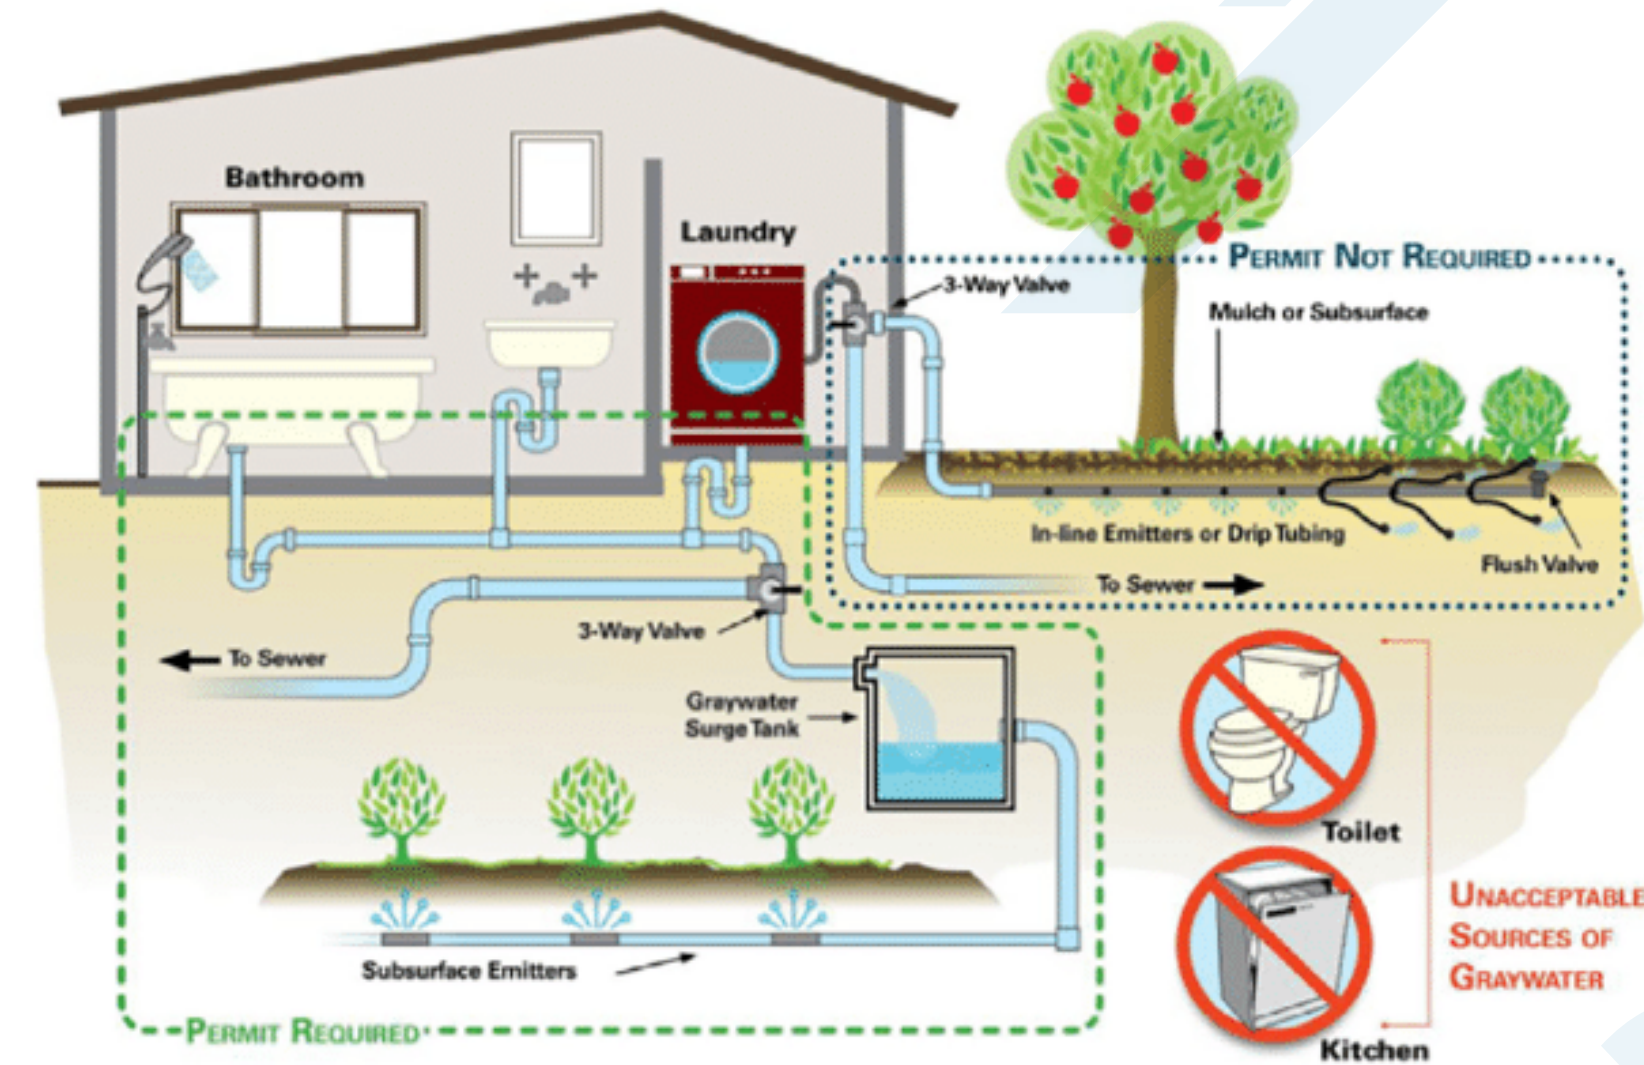 Bathroom
Laundry
PERMIT NOT REQUIRED
3-Way Valve
Mulch or Subsurface
In-line Emitters or Drip Tubing
Flush Valve
To Sewer
3-Way Valve
To Sewer
Graywater
Surge Tank
Toilet
UNACCEPTABLE
SOURCES OF
GRAYWATER
Subsurface Emitters
PERMIT REQUIRED
Kitchen